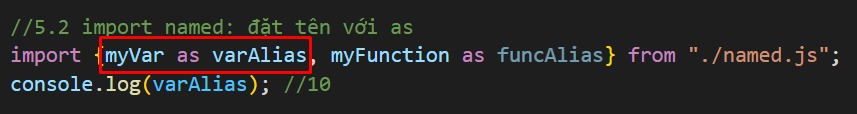 //5.2 import named: đặt tên với as
import {myVar as varAlias, myFunction as funcAlias} from "./named.js";
console.log(varAlias); //10